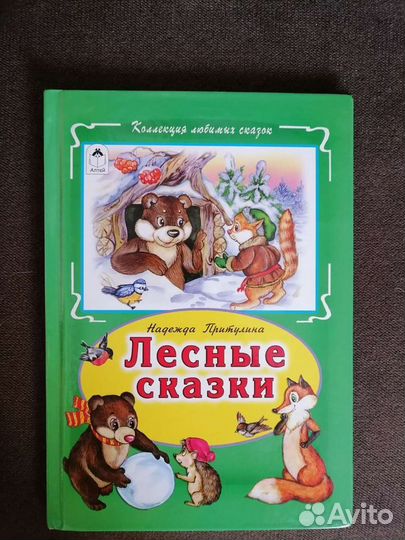 Коллекция любимых сказок
Алтей
Надежда Притулина
Лесные
сказки
Avito